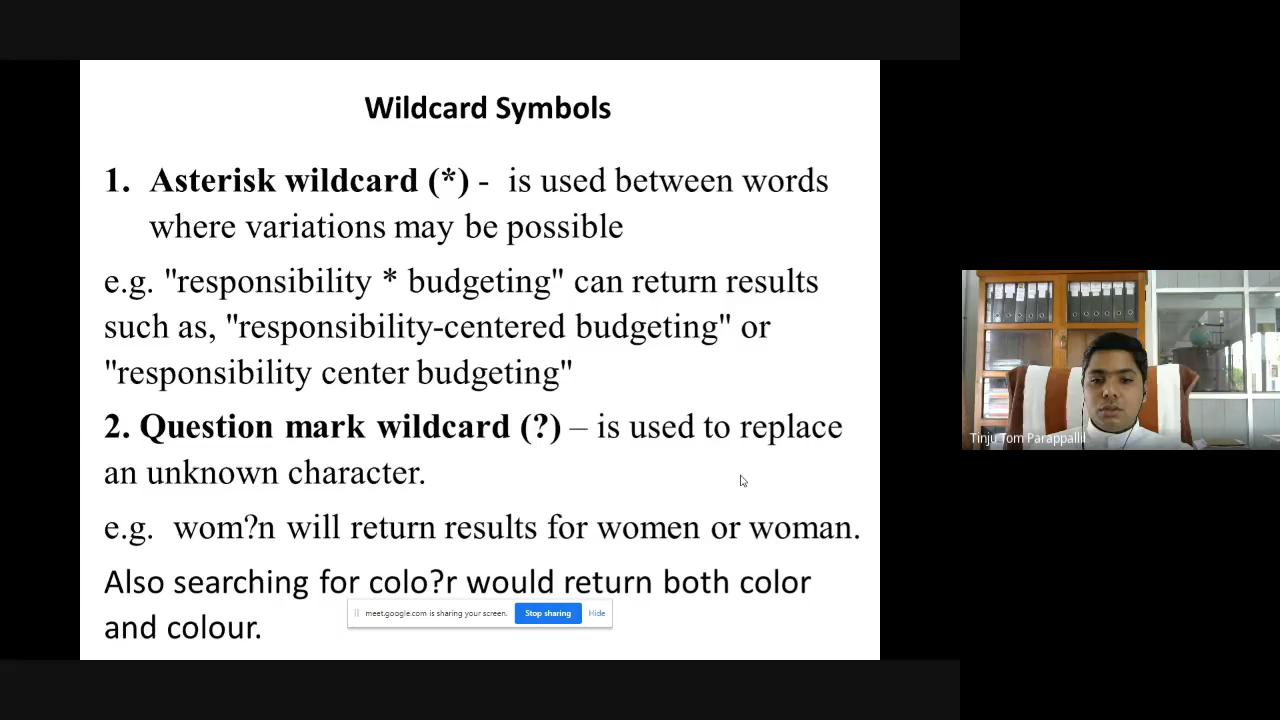 Wildcard Symbols
1. Asterisk wildcard (*) - is used between words
where variations may be possible
e.g. "responsibility * budgeting" can return results
such as, "responsibility-centered budgeting" or
"responsibility center budgeting"
2. Question mark wildcard (?) – is used to replace
an unknown character.
e.g. wom?n will return results for women or woman.
Also searching for colo?r would return both color
and colour.
meet.google.com is sharing your screen. Stop sharing Hide
Tinju Tom Parappallil